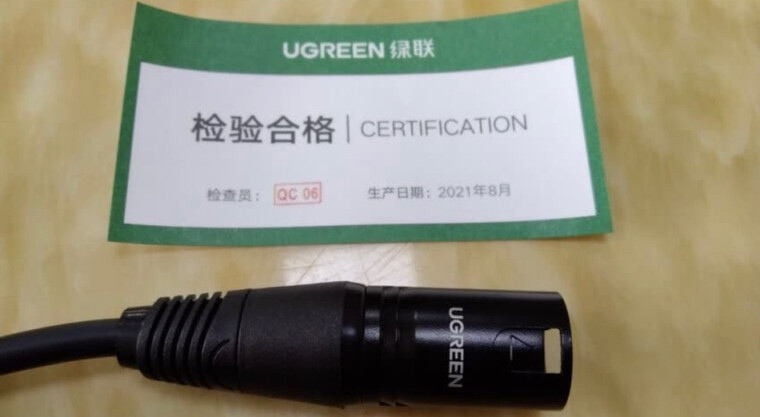 UGREEN 绿联
检验合格 | CERTIFICATION
检查员: QC 06 生产日期: 2021年8月
UGREEN